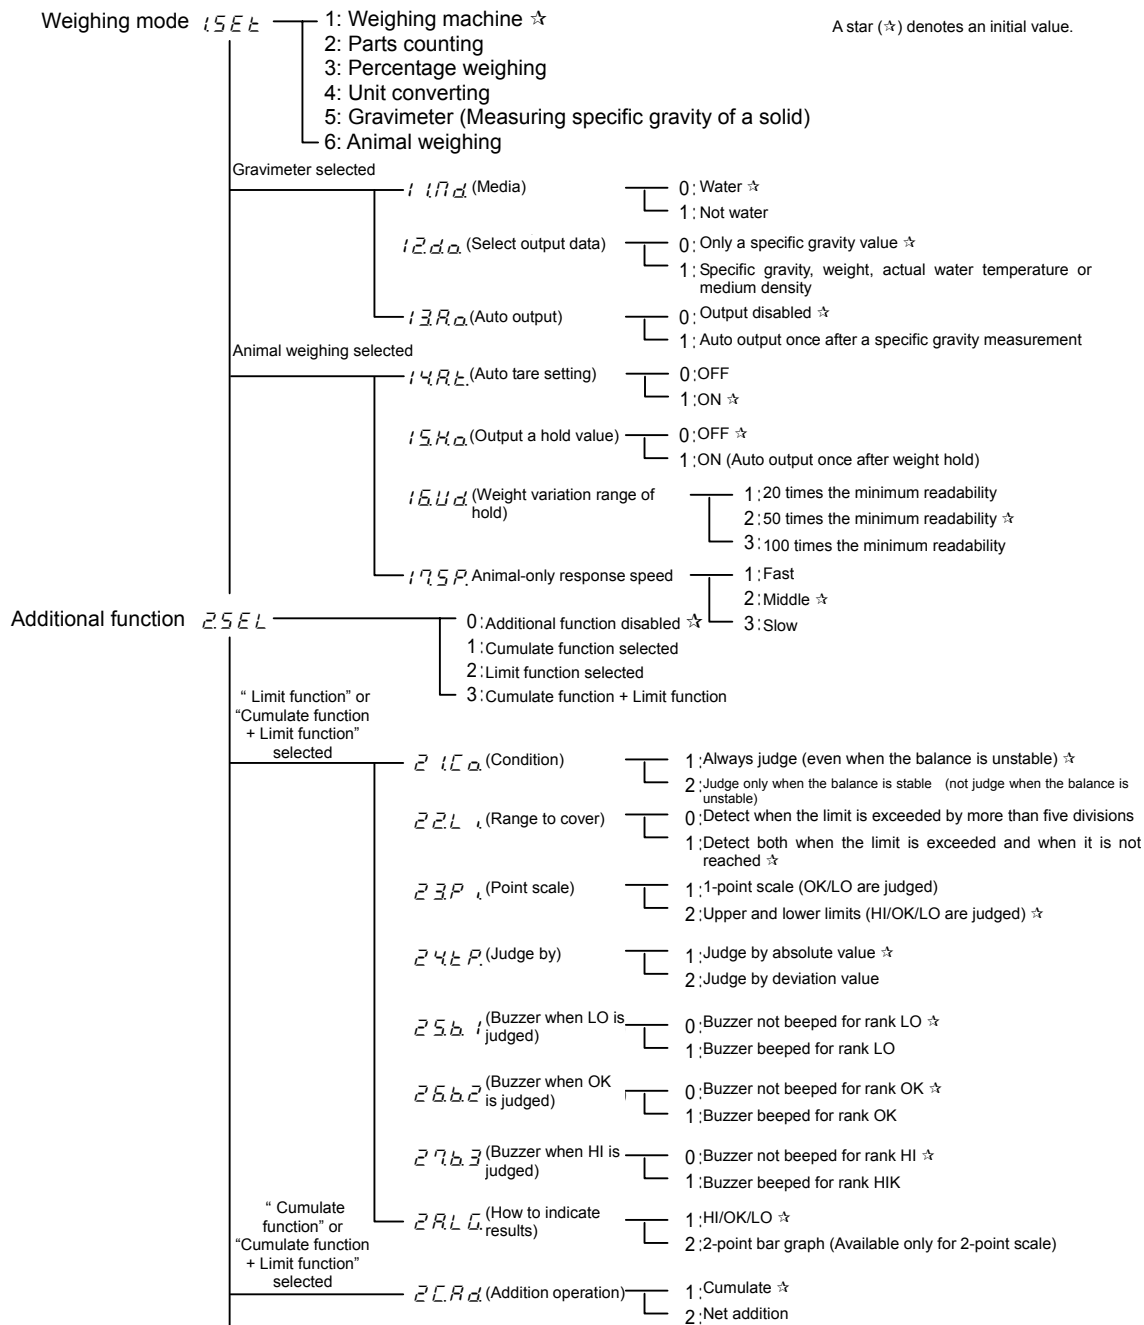 Weighing mode 1.SEt 1: Weighing machine ☆
A star (☆) denotes an initial value.
2: Parts counting
3: Percentage weighing
4: Unit converting
5: Gravimeter (Measuring specific gravity of a solid)
6: Animal weighing
Gravimeter selected
11.Md. (Media) 0: Water ☆
1: Not water
12.d.o. (Select output data) 0: Only a specific gravity value ☆
1: Specific gravity, weight, actual water temperature or
medium density
13.A.o. (Auto output) 0: Output disabled ☆
1: Auto output once after a specific gravity measurement
Animal weighing selected
14.A.t. (Auto tare setting) 0:OFF
1:ON ☆
15.H.o. (Output a hold value) 0:OFF ☆
1:ON (Auto output once after weight hold)
16.Ud. (Weight variation range of
hold)
1:20 times the minimum readability
2:50 times the minimum readability ☆
3:100 times the minimum readability
17.SP. Animal-only response speed 1:Fast
2:Middle ☆
3:Slow
Additional function 2.SEL 0:Additional function disabled ☆
1:Cumulate function selected
2:Limit function selected
3:Cumulate function + Limit function
“ Limit function” or
“Cumulate function
+ Limit function”
selected
21.Co. (Condition) 1:Always judge (even when the balance is unstable) ☆
2:Judge only when the balance is stable (not judge when the balance is
unstable)
22.L i. (Range to cover) 0:Detect when the limit is exceeded by more than five divisions
1:Detect both when the limit is exceeded and when it is not
reached ☆
23.P i. (Point scale) 1:1-point scale (OK/LO are judged)
2:Upper and lower limits (HI/OK/LO are judged) ☆
24.tP. (Judge by) 1:Judge by absolute value ☆
2:Judge by deviation value
25.b. 1 (Buzzer when LO is
judged)
0:Buzzer not beeped for rank LO ☆
1:Buzzer beeped for rank LO
26.b.2 (Buzzer when OK
is judged)
0:Buzzer not beeped for rank OK ☆
1:Buzzer beeped for rank OK
27.b.3 (Buzzer when HI is
judged)
0:Buzzer not beeped for rank HI ☆
1:Buzzer beeped for rank HIK
2A.LG. (How to indicate
results)
1:HI/OK/LO ☆
2:2-point bar graph (Available only for 2-point scale)
“ Cumulate
function” or
“Cumulate function
+ Limit function”
selected
2C.Ad. (Addition operation) 1:Cumulate ☆
2:Net addition